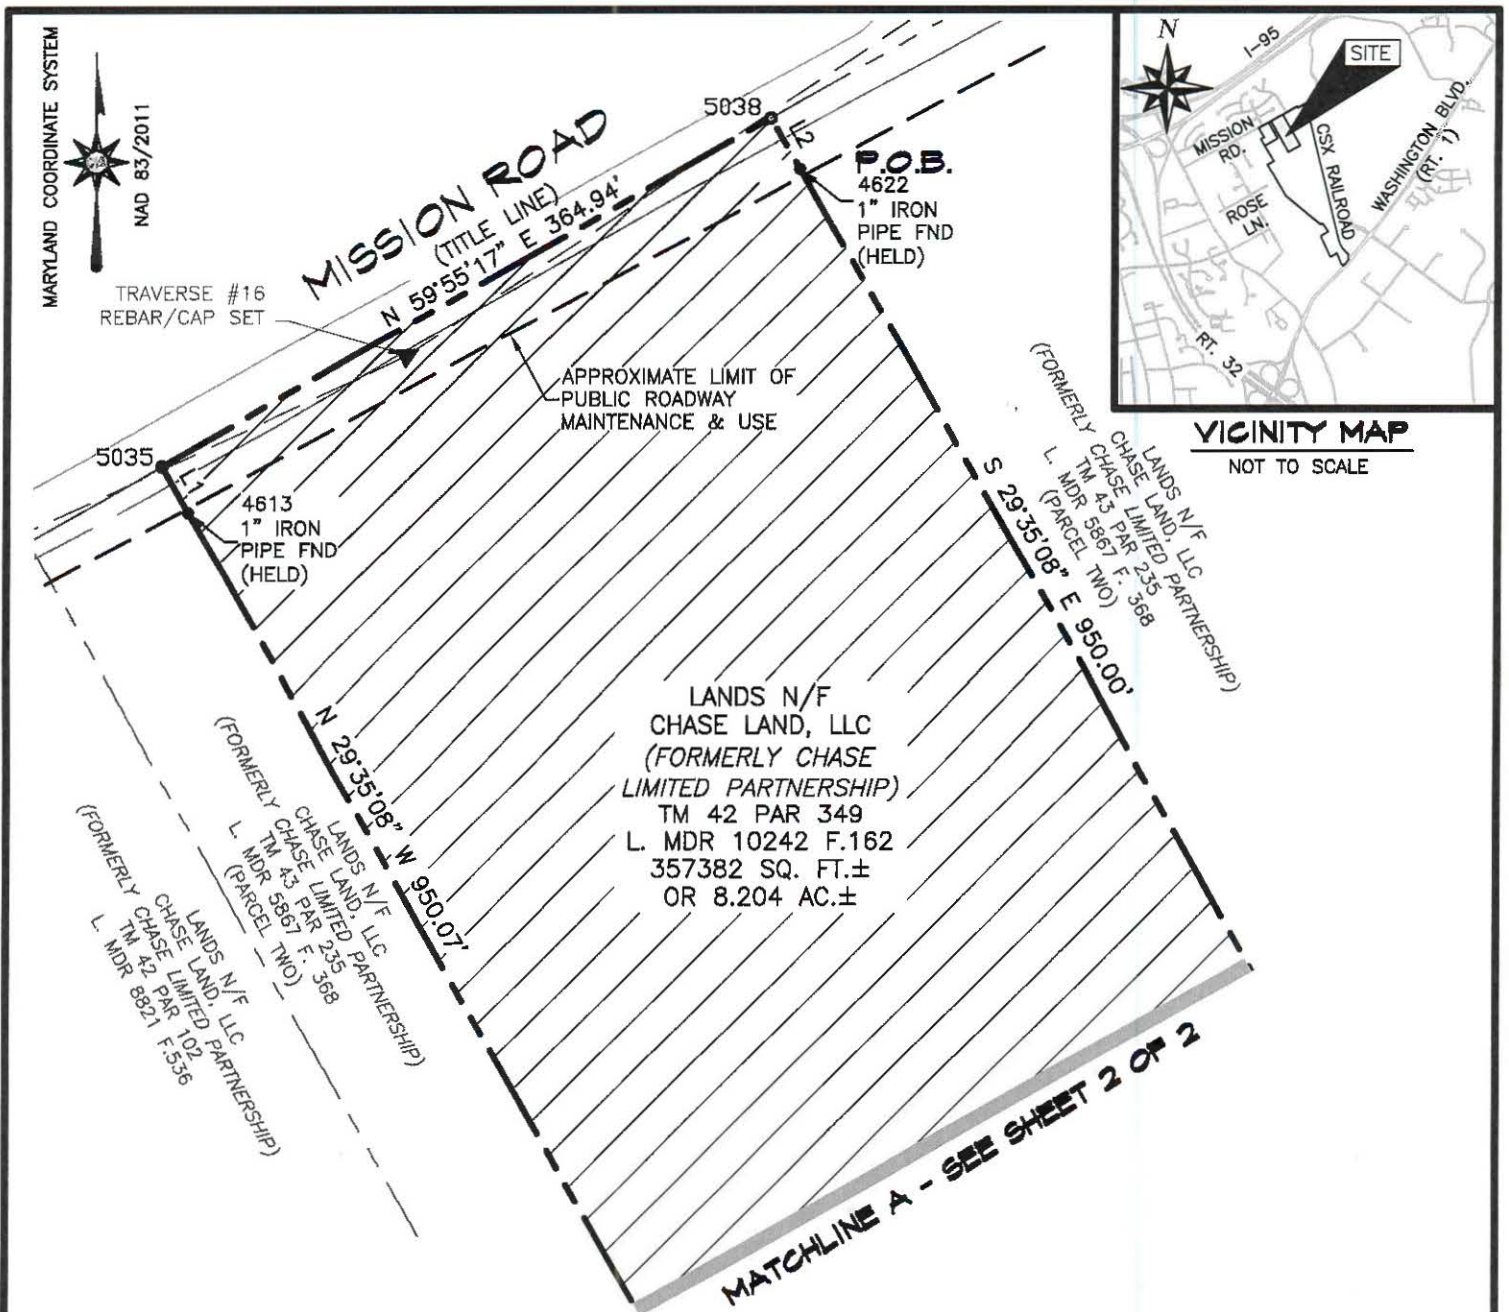 MARYLAND COORDINATE SYSTEM
NAD 83/2011
TRAVERSE #16
REBAR/CAP SET
MISSION ROAD
(TITLE LINE)
N 59°55'17" E 364.94'
5038
L2
P.O.B.
4622
1" IRON
PIPE FND
(HELD)
APPROXIMATE LIMIT OF
PUBLIC ROADWAY
MAINTENANCE & USE
5035
L1
4613
1" IRON
PIPE FND
(HELD)
N
I-95
SITE
MISSION
RD.
CSX RAILROAD
WASHINGTON BLVD.
(RT. 1)
ROSE
LN.
RT. 32
VICINITY MAP
NOT TO SCALE
LANDS N/F
CHASE LAND, LLC
(FORMERLY CHASE LIMITED PARTNERSHIP)
TM 43 PAR 235
L. MDR 5867 F. 368
(PARCEL TWO)
S 29°35'08" E 950.00'
LANDS N/F
CHASE LAND, LLC
(FORMERLY CHASE
LIMITED PARTNERSHIP)
TM 42 PAR 349
L. MDR 10242 F.162
357382 SQ. FT.±
OR 8.204 AC.±
N 29°35'08" W 950.07'
LANDS N/F
CHASE LAND, LLC
(FORMERLY CHASE LIMITED PARTNERSHIP)
TM 43 PAR 235
L. MDR 5867 F. 368
(PARCEL TWO)
LANDS N/F
CHASE LAND, LLC
(FORMERLY CHASE LIMITED PARTNERSHIP)
TM 42 PAR 102
L. MDR 8821 F.536
MATCHLINE A - SEE SHEET 2 OF 2